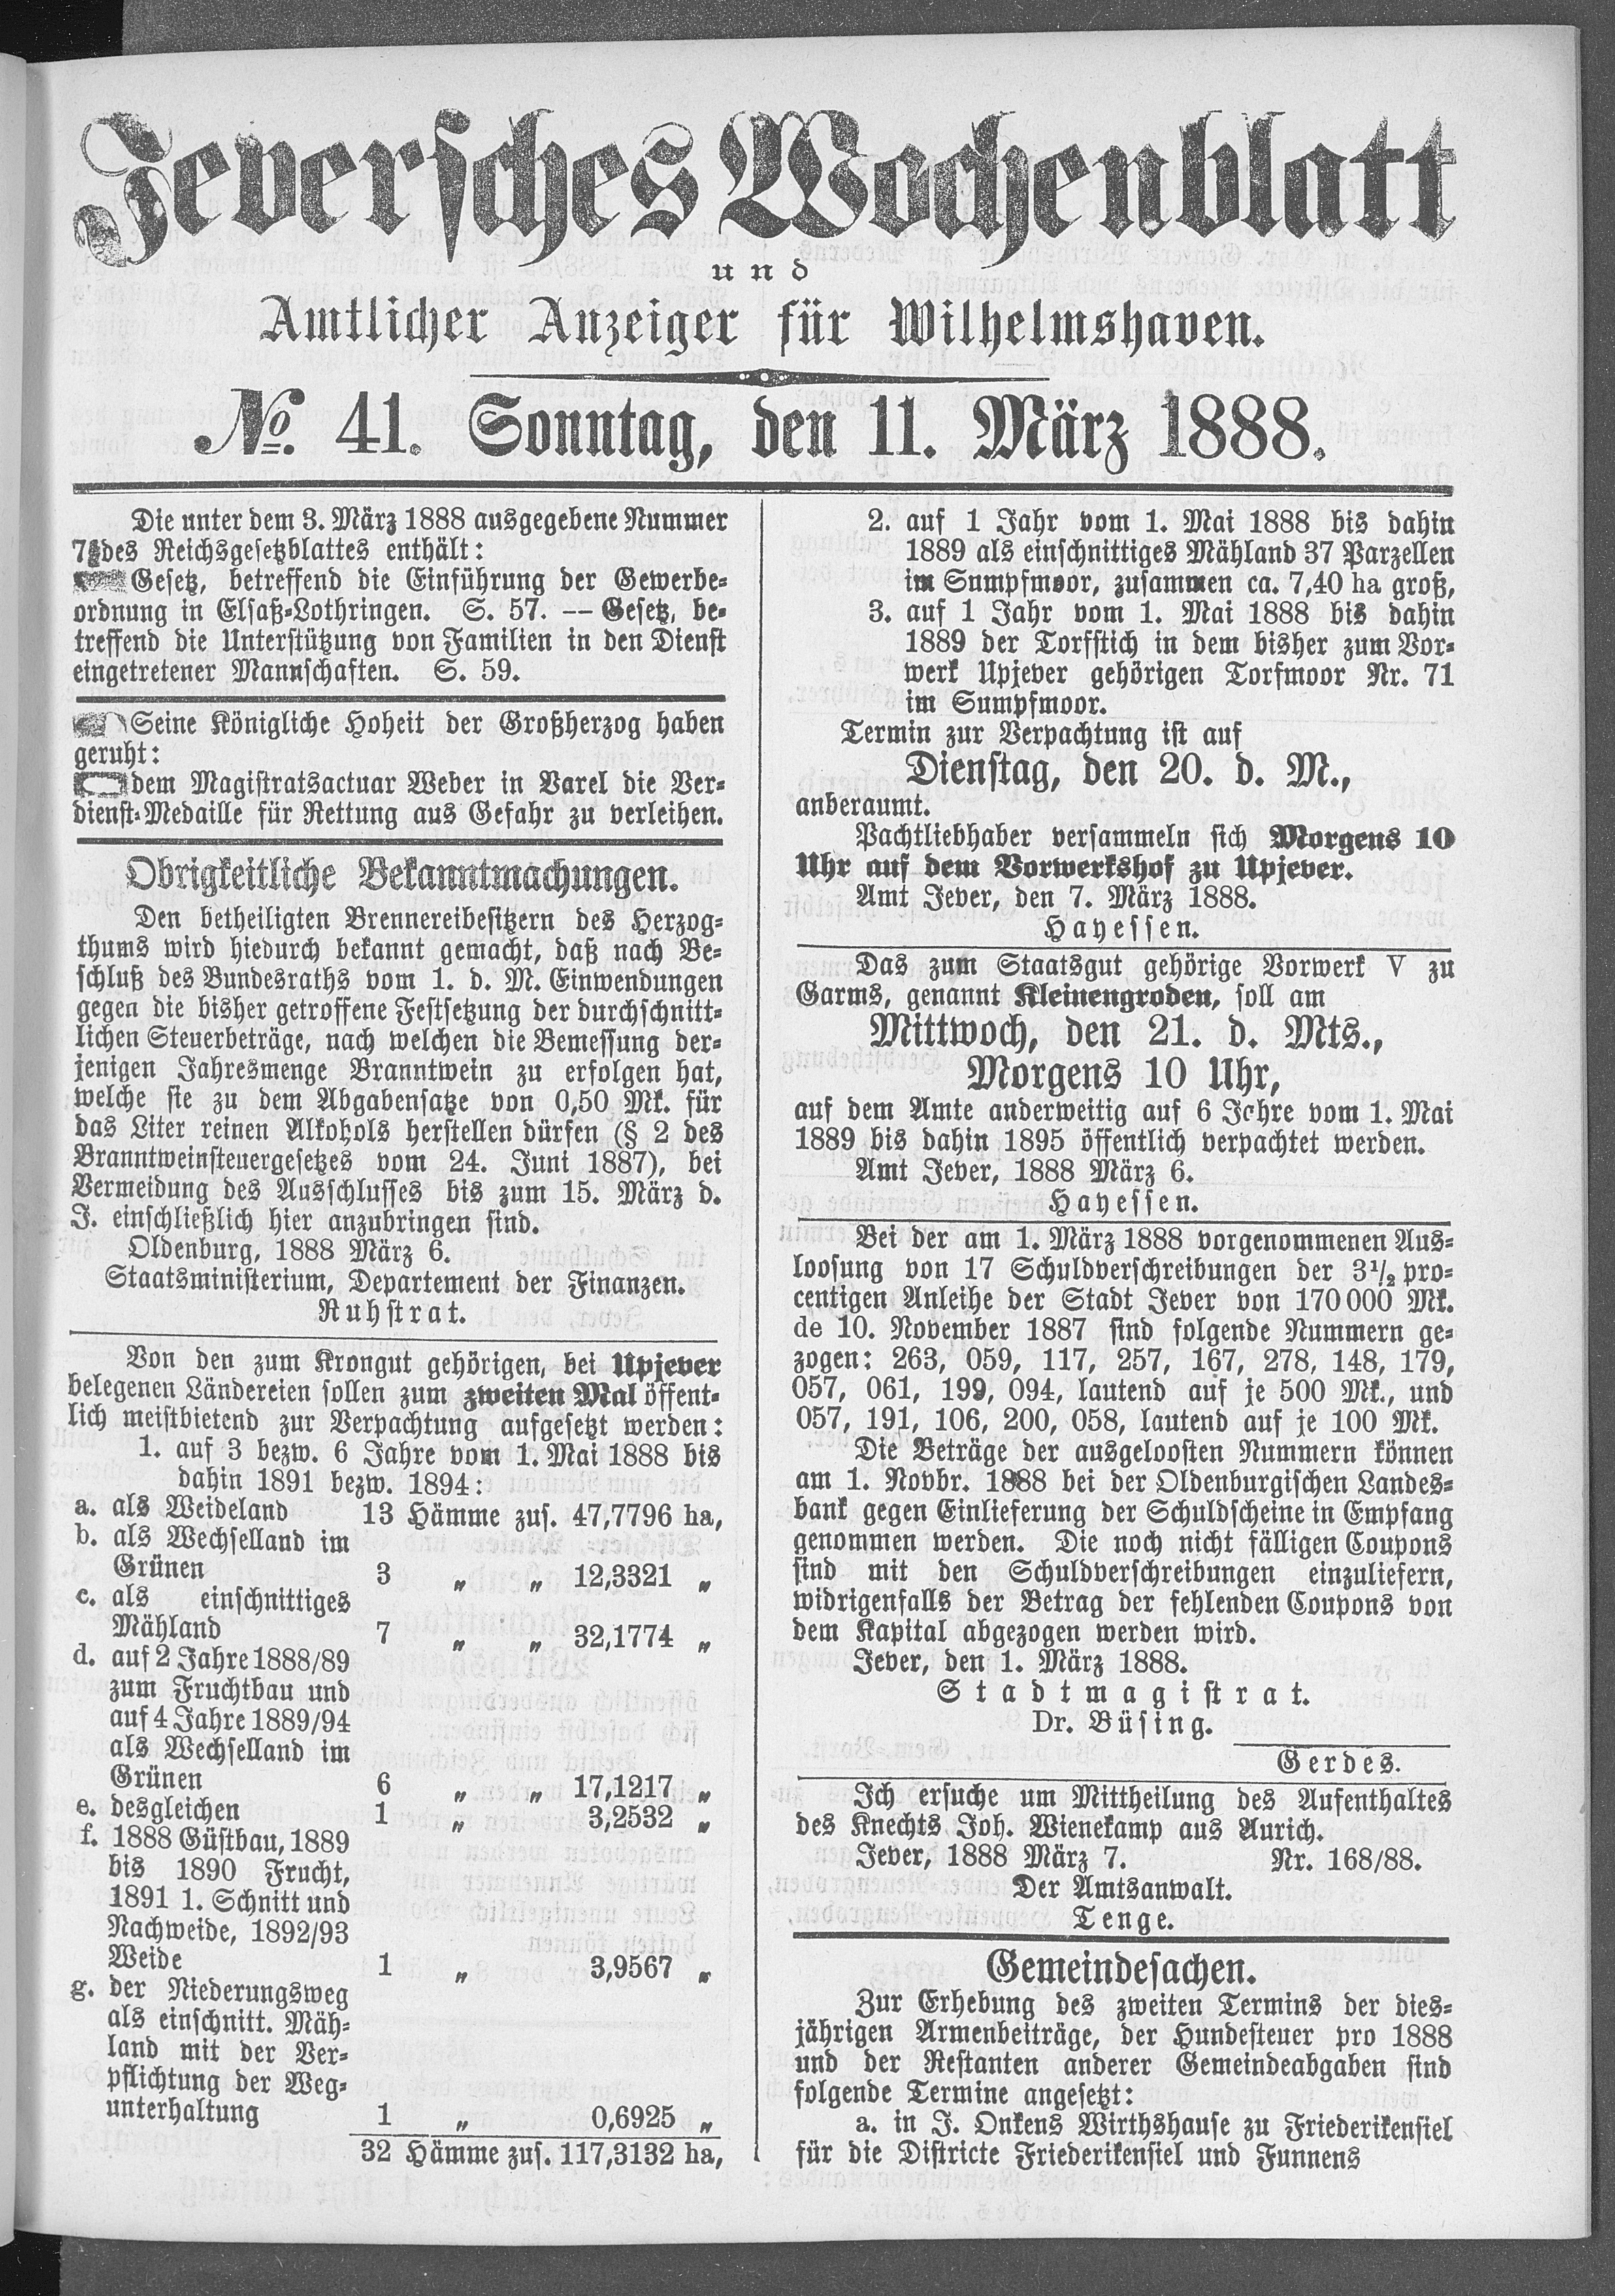 Jeversches Wochenblatt
und
Amtlicher Anzeiger für Wilhelmshaven.
No. 41. Sonntag, den 11. März 1888.
Die unter dem 3. März 1888 ausgegebene Nummer
7 des Reichsgesetzblattes enthält:
Gesetz, betreffend die Einführung der Gewerbe-
ordnung in Elsaß-Lothringen. S. 57. -- Gesetz, be-
treffend die Unterstützung von Familien in den Dienst
eingetretener Mannschaften. S. 59.
Seine Königliche Hoheit der Großherzog haben
geruht:
dem Magistratsactuar Weber in Varel die Ver-
dienst-Medaille für Rettung aus Gefahr zu verleihen.
Obrigkeitliche Bekanntmachungen.
Den betheiligten Brennereibesitzern des Herzog-
thums wird hiedurch bekannt gemacht, daß nach Be-
schluß des Bundesraths vom 1. d. M. Einwendungen
gegen die bisher getroffene Festsetzung der durchschnitt-
lichen Steuerbeträge, nach welchen die Bemessung der-
jenigen Jahresmenge Branntwein zu erfolgen hat,
welche sie zu dem Abgabensatze von 0,50 Mk. für
das Liter reinen Alkohols herstellen dürfen (§ 2 des
Branntweinsteuergesetzes vom 24. Juni 1887), bei
Vermeidung des Ausschlusses bis zum 15. März d.
J. einschließlich hier anzubringen sind.
Oldenburg, 1888 März 6.
Staatsministerium, Departement der Finanzen.
Ruhstrat.
Von den zum Krongut gehörigen, bei Upjever
belegenen Ländereien sollen zum zweiten Mal öffent-
lich meistbietend zur Verpachtung aufgesetzt werden:
1. auf 3 bezw. 6 Jahre vom 1. Mai 1888 bis
dahin 1891 bezw. 1894:
a. als Weideland 13 Hämme zus. 47,7796 ha,
b. als Wechselland im
Grünen 3 „ „ 12,3321 „
c. als einschnittiges
Mähland 7 „ „ 32,1774 „
d. auf 2 Jahre 1888/89
zum Fruchtbau und
auf 4 Jahre 1889/94
als Wechselland im
Grünen 6 „ „ 17,1217 „
e. desgleichen 1 „ 3,2532 „
f. 1888 Güstbau, 1889
bis 1890 Frucht,
1891 1. Schnitt und
Nachweide, 1892/93
Weide 1 „ 3,9567 „
g. der Niederungsweg
als einschnitt. Mäh-
land mit der Ver-
pflichtung der Weg-
unterhaltung 1 „ 0,6925 „
32 Hämme zus. 117,3132 ha,
2. auf 1 Jahr vom 1. Mai 1888 bis dahin
1889 als einschnittiges Mähland 37 Parzellen
im Sumpfmoor, zusammen ca. 7,40 ha groß,
3. auf 1 Jahr vom 1. Mai 1888 bis dahin
1889 der Torfstich in dem bisher zum Vor-
werk Upjever gehörigen Torfmoor Nr. 71
im Sumpfmoor.
Termin zur Verpachtung ist auf
Dienstag, den 20. d. M.,
anberaumt.
Pachtliebhaber versammeln sich Morgens 10
Uhr auf dem Vorwerkshof zu Upjever.
Amt Jever, den 7. März 1888.
Hayessen.
Das zum Staatsgut gehörige Vorwerk V zu
Garms, genannt Kleinengroden, soll am
Mittwoch, den 21. d. Mts.,
Morgens 10 Uhr,
auf dem Amte anderweitig auf 6 Jahre vom 1. Mai
1889 bis dahin 1895 öffentlich verpachtet werden.
Amt Jever, 1888 März 6.
Hayessen.
Bei der am 1. März 1888 vorgenommenen Aus-
loosung von 17 Schuldverschreibungen der 3½ pro-
centigen Anleihe der Stadt Jever von 170000 Mk.
de 10. November 1887 sind folgende Nummern ge-
zogen: 263, 059, 117, 257, 167, 278, 148, 179,
057, 061, 199, 094, lautend auf je 500 Mk., und
057, 191, 106, 200, 058, lautend auf je 100 Mk.
Die Beträge der ausgeloosten Nummern können
am 1. Novbr. 1888 bei der Oldenburgischen Landes-
bank gegen Einlieferung der Schuldscheine in Empfang
genommen werden. Die noch nicht fälligen Coupons
sind mit den Schuldverschreibungen einzuliefern,
widrigenfalls der Betrag der fehlenden Coupons von
dem Kapital abgezogen werden wird.
Jever, den 1. März 1888.
Stadtmagistrat.
Dr. Büsing.
Gerdes.
Ich ersuche um Mittheilung des Aufenthaltes
des Knechts Joh. Wienekamp aus Aurich.
Jever, 1888 März 7. Nr. 168/88.
Der Amtsanwalt.
Tenge.
Gemeindesachen.
Zur Erhebung des zweiten Termins der dies-
jährigen Armenbeiträge, der Hundesteuer pro 1888
und der Restanten anderer Gemeindeabgaben sind
folgende Termine angesetzt:
a. in J. Onkens Wirthshause zu Friederikensiel
für die Districte Friederikensiel und Funnens